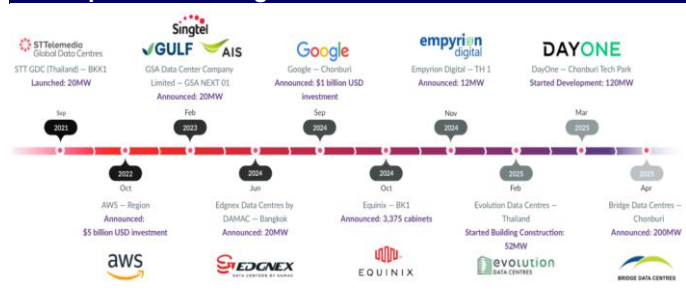 STTelemedia
Global Data Centres
STT GDC (Thailand) – BKK1
Launched: 20MW
Sep
2021
Singtel
GULF
AIS
GSA Data Center Company
Limited – GSA NEXT 01
Announced: 20MW
Feb
2023
Google
Google – Chonburi
Announced: $1 billion USD
investment
Sep
2024
empyrion
digital
Empyrion Digital – TH 1
Announced: 12MW
Nov
2024
DAYONE
DayOne – Chonburi Tech Park
Started Development: 120MW
Mar
2025
2022
Oct
AWS – Region
Announced:
$5 billion USD investment
aws
2024
Jun
Edgnex Data Centres by
DAMAC – Bangkok
Announced: 20MW
EDGNEX
DATA CENTERS BY DAMAC
2024
Oct
Equinix – BK1
Announced: 3,375 cabinets
EQUINIX
2025
Feb
Evolution Data Centres –
Thailand
Started Building Construction:
52MW
evolution
DATA CENTRES
2025
Apr
Bridge Data Centres –
Chonburi
Announced: 200MW
BRIDGE DATA CENTRES